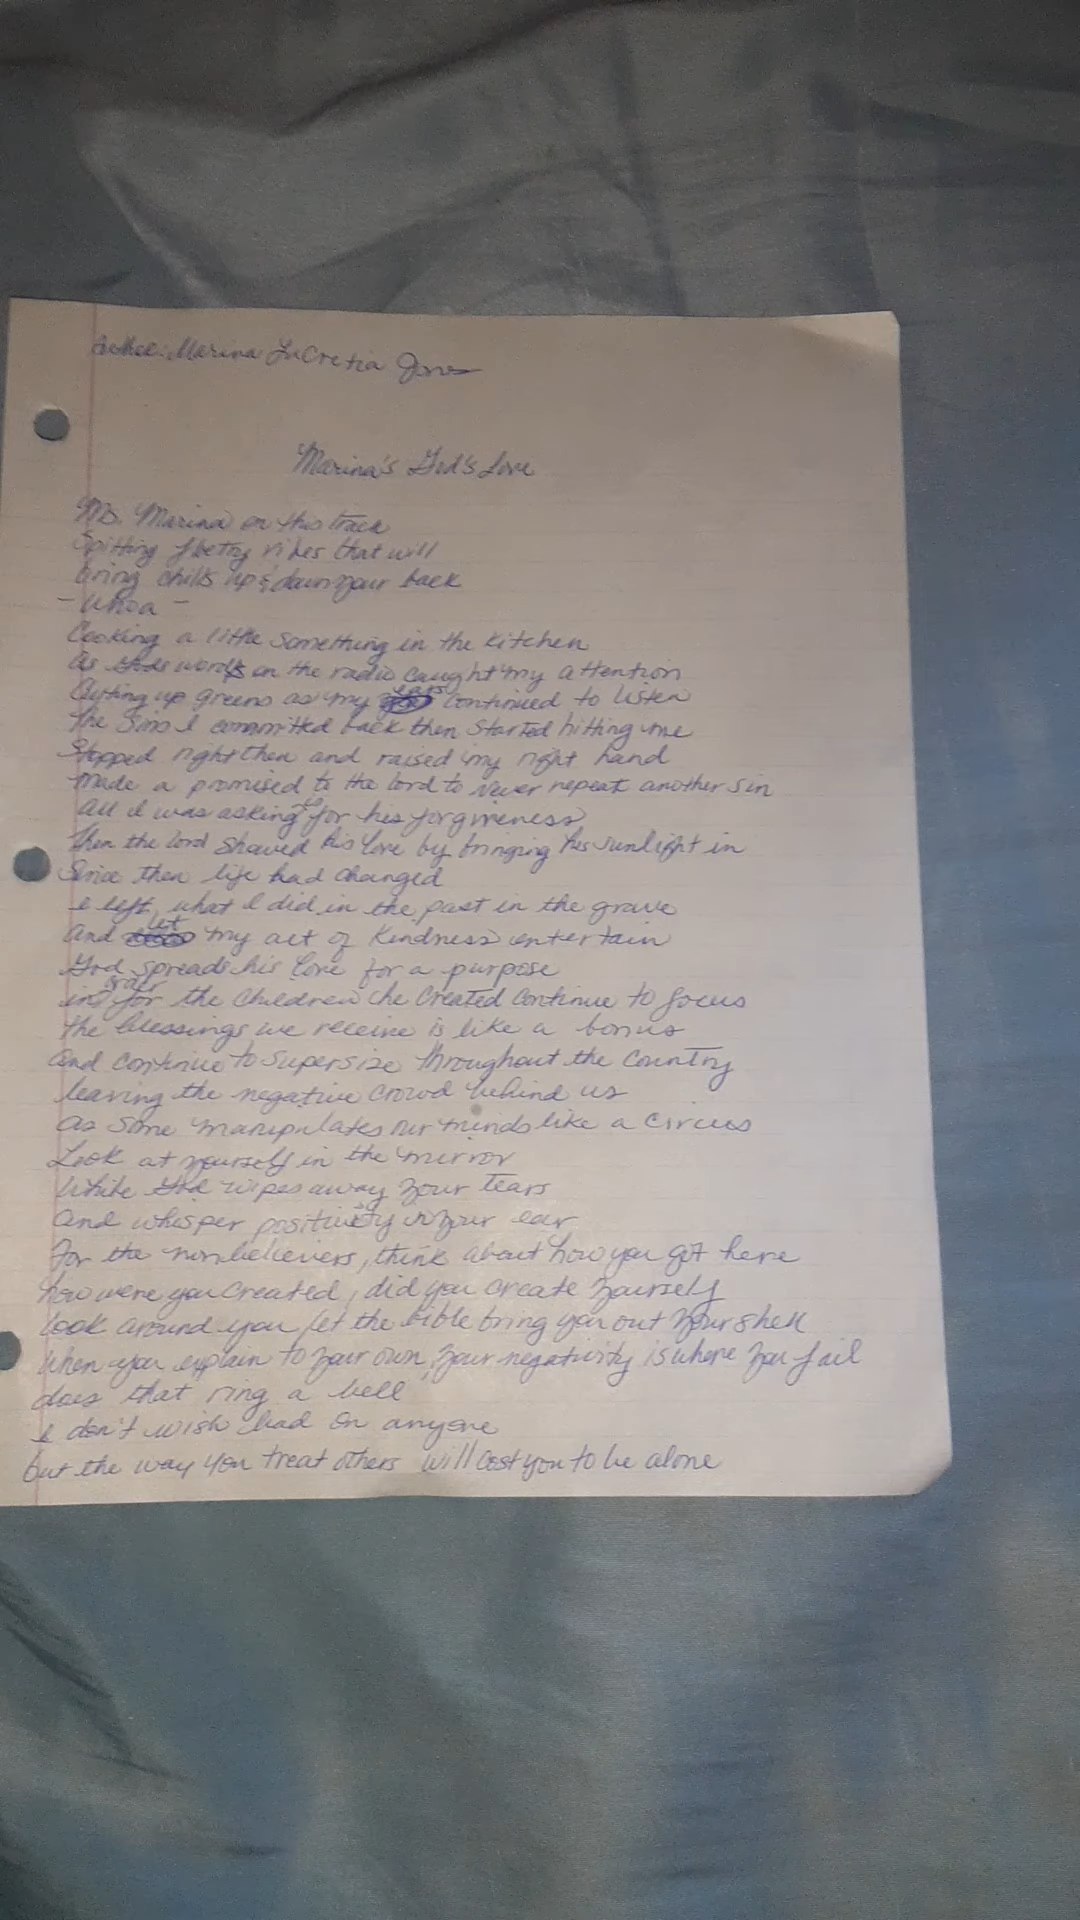 Author: Marina LaCretia Jones
Marina's God's Love
Ms. Marina on this track
Spitting poetry vibes that will
bring chills up & down your back
- Whoa -
Cooking a little something in the kitchen
as God's words on the radio caught my attention
Cutting up greens as my ears continued to listen
the sins I committed back then started hitting me
Stopped right then and raised my right hand
made a promised to the lord to never repeat another sin
all I was asking for his forgiveness
then the lord showed his love by bringing his sunlight in
Since then life had changed
I left what I did in the past in the grave
and let my act of kindness entertain
God spreads his love for a purpose
in order for the children he created continue to focus
the blessings we receive is like a bonus
and continue to supersize throughout the country
leaving the negative crowd behind us
as some manipulates our minds like a circus
Look at yourself in the mirror
While God wipes away your tears
and whisper positivity in your ear
For the nonbelievers, think about how you got here
how were you created, did you create yourself
look around you let the bible bring you out your shell
when you explain to your own, your negativity is where you fail
does that ring a bell
I don't wish bad on anyone
but the way you treat others will cost you to be alone